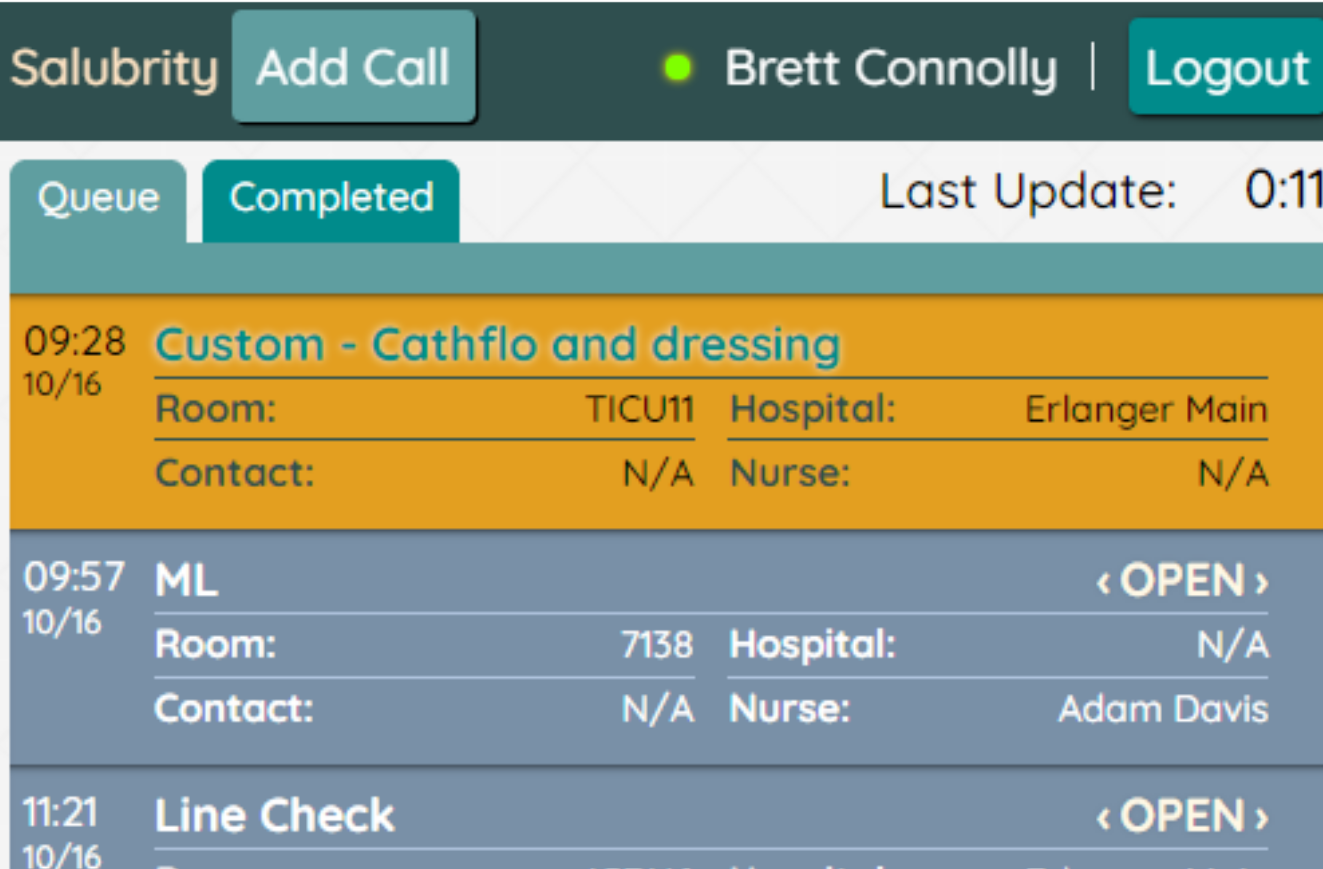 Salubrity Add Call Brett Connolly | Logout
Queue Completed Last Update: 0:11
09:28 Custom - Cathflo and dressing
10/16
Room: TICU11 Hospital: Erlanger Main
Contact: N/A Nurse: N/A
09:57 ML ‹ OPEN ›
10/16
Room: 7138 Hospital: N/A
Contact: N/A Nurse: Adam Davis
11:21 Line Check ‹ OPEN ›
10/16